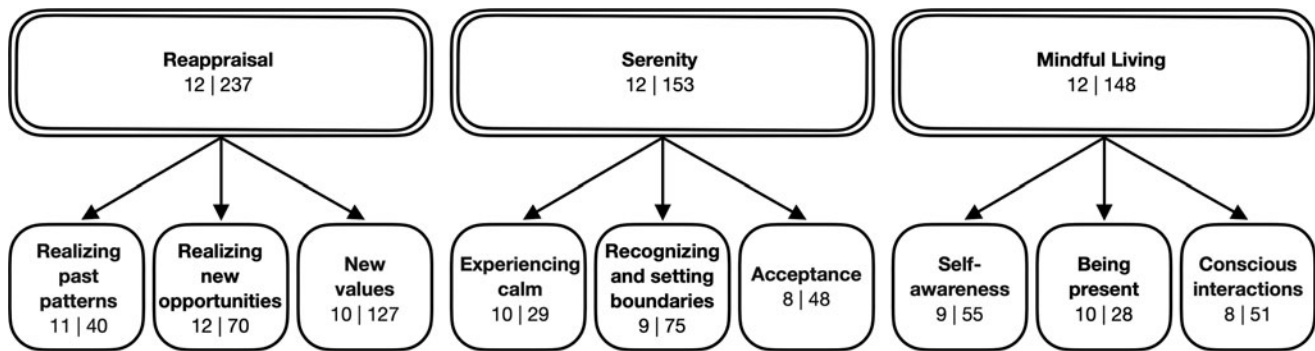 Reappraisal
12 | 237
Serenity
12 | 153
Mindful Living
12 | 148
Realizing
past
patterns
11 | 40
Realizing
new
opportunities
12 | 70
New
values
10 | 127
Experiencing
calm
10 | 29
Recognizing
and setting
boundaries
9 | 75
Acceptance
8 | 48
Self-
awareness
9 | 55
Being
present
10 | 28
Conscious
interactions
8 | 51